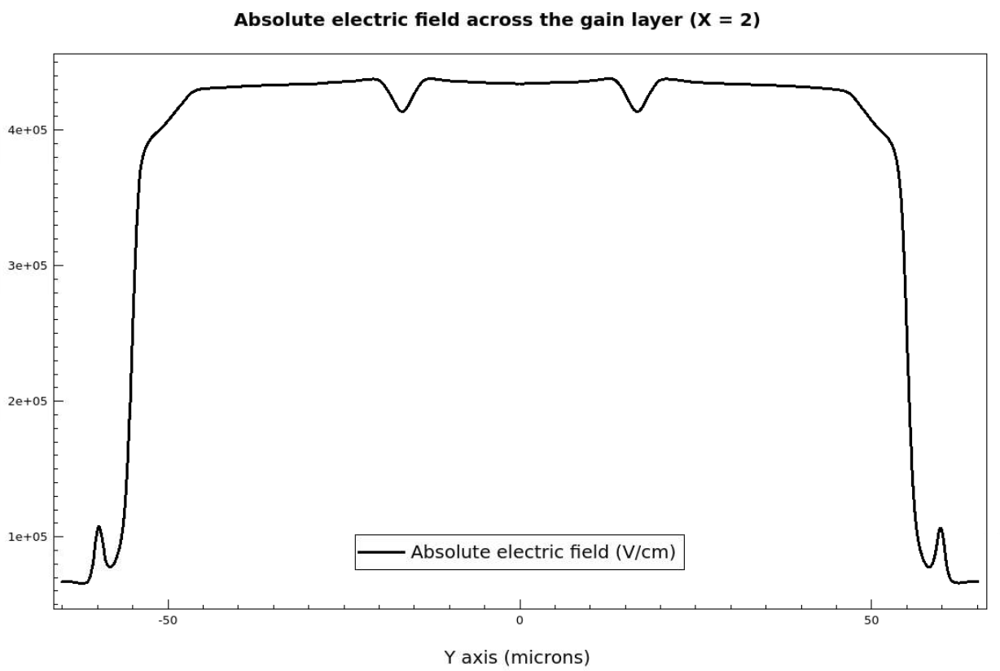 Absolute electric field across the gain layer (X = 2)
4e+05
3e+05
2e+05
1e+05
Absolute electric field (V/cm)
-50 0 50
Y axis (microns)